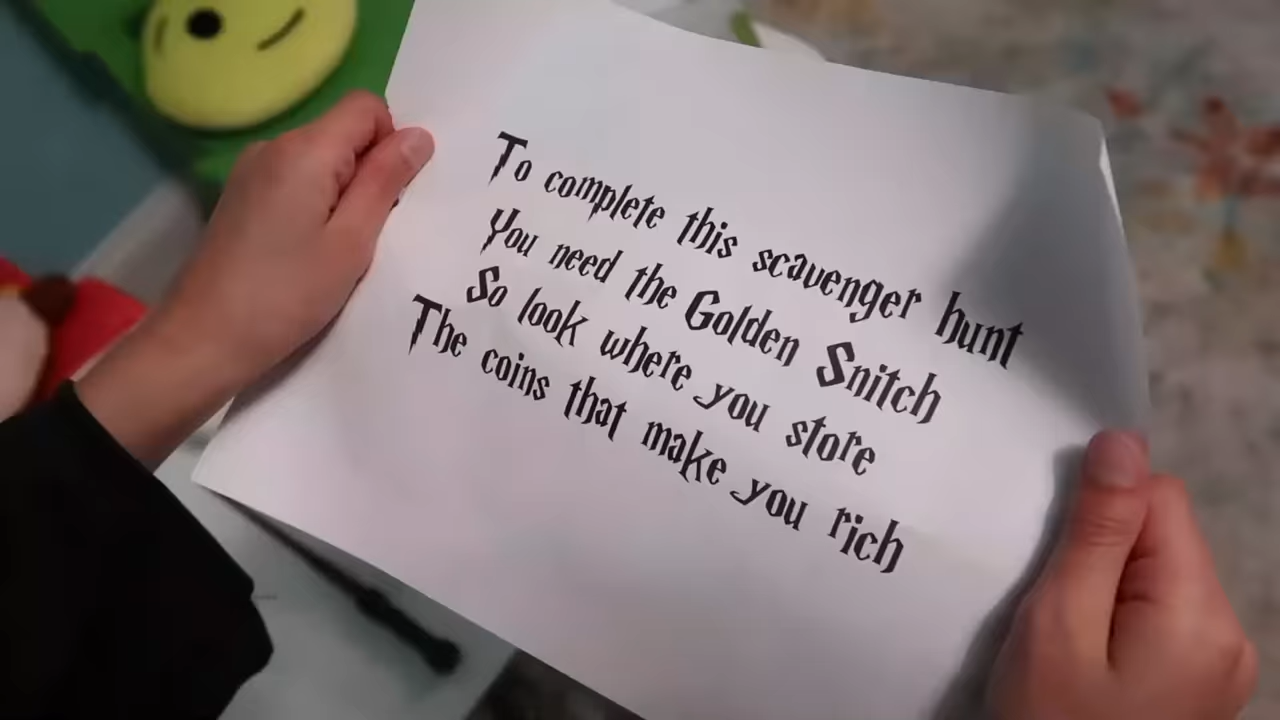 To complete this scavenger hunt
You need the Golden Snitch
So look where you store
The coins that make you rich